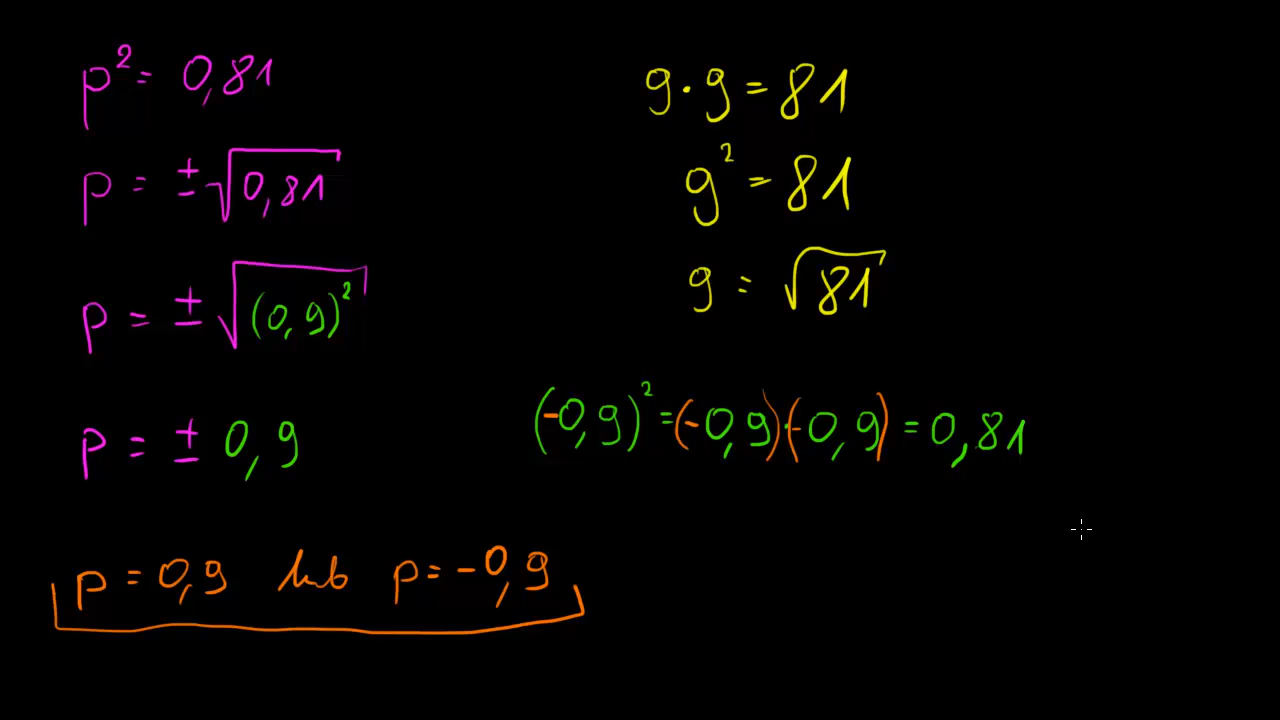 p² = 0,81
p = ±√0,81
p = ±√(0,9)²
p = ± 0,9
p = 0,9 lub p = -0,9
9 · 9 = 81
9² = 81
9 = √81
(-0,9)² = (-0,9)·(-0,9) = 0,81